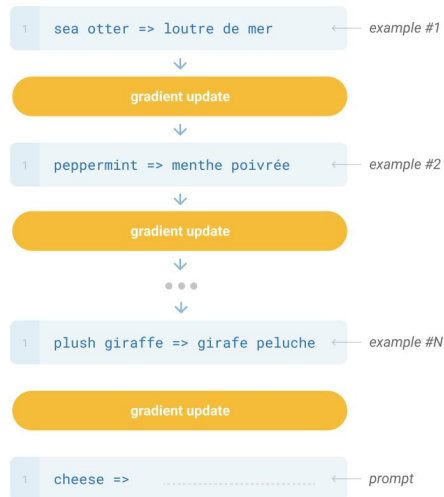 1 sea otter => loutre de mer ← example #1
↓
gradient update
↓
1 peppermint => menthe poivrée ← example #2
↓
gradient update
↓
•••
↓
1 plush giraffe => girafe peluche ← example #N
gradient update
1 cheese => .............................. ← prompt